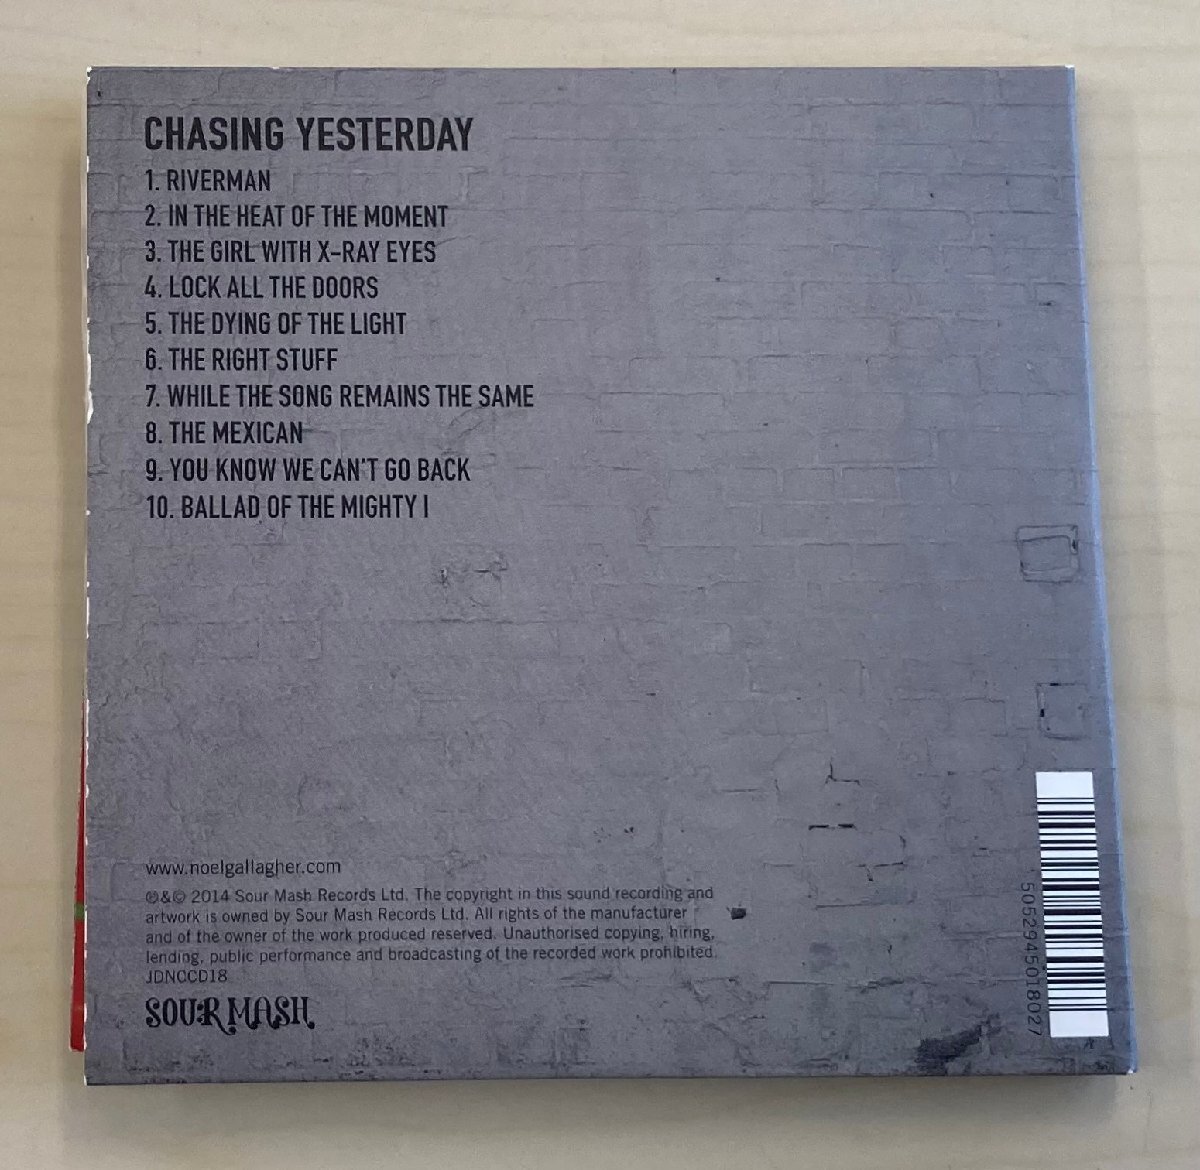 CHASING YESTERDAY
1. RIVERMAN
2. IN THE HEAT OF THE MOMENT
3. THE GIRL WITH X-RAY EYES
4. LOCK ALL THE DOORS
5. THE DYING OF THE LIGHT
6. THE RIGHT STUFF
7. WHILE THE SONG REMAINS THE SAME
8. THE MEXICAN
9. YOU KNOW WE CAN'T GO BACK
10. BALLAD OF THE MIGHTY I
www.noelgallagher.com
℗&© 2014 Sour Mash Records Ltd. The copyright in this sound recording and
artwork is owned by Sour Mash Records Ltd. All rights of the manufacturer
and of the owner of the work produced reserved. Unauthorised copying, hiring,
lending, public performance and broadcasting of the recorded work prohibited.
JDNCCD18
SOUR MASH
5052945018027